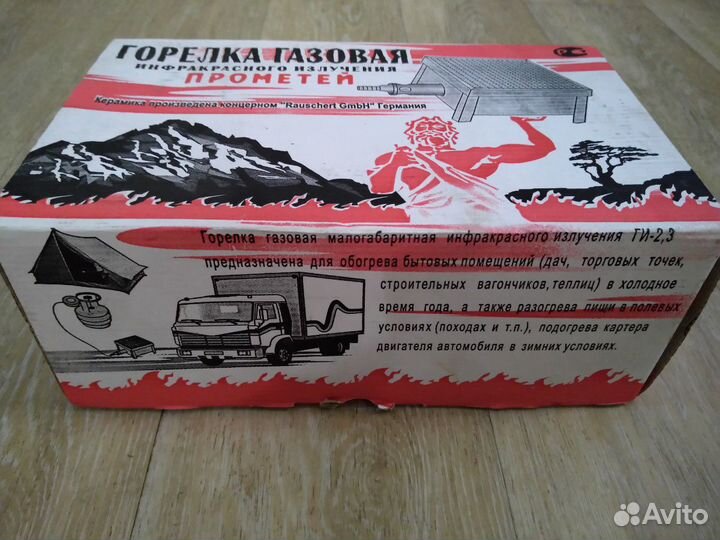 ГОРЕЛКА ГАЗОВАЯ
ИНФРАКРАСНОГО ИЗЛУЧЕНИЯ
ПРОМЕТЕЙ
Керамика произведена концерном "Rauschert GmbH" Германия
Горелка газовая малогабаритная инфракрасного излучения ГИ-2,3
предназначена для обогрева бытовых помещений (дач, торговых точек,
строительных вагончиков, теплиц) в холодное
время года, а также разогрева пищи в полевых
условиях (походах и т.п.), подогрева картера
двигателя автомобиля в зимних условиях.
Avito